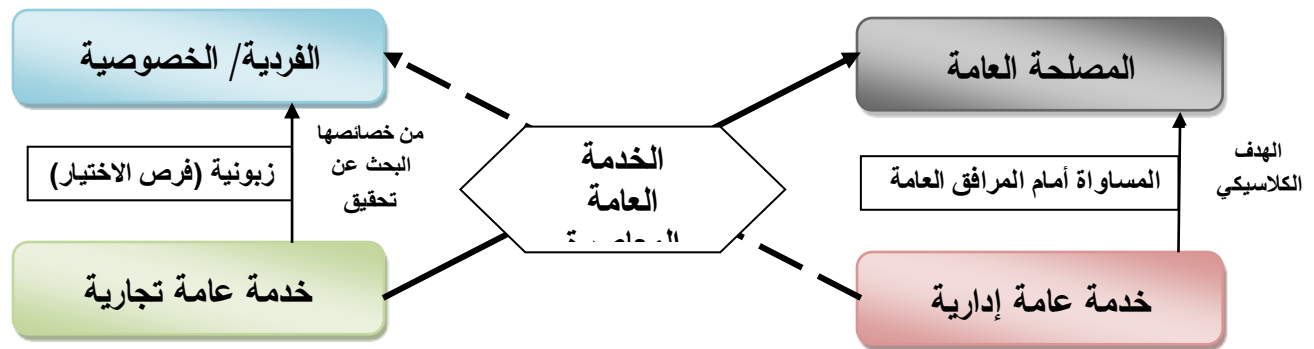 المصلحة العامة
الفردية/ الخصوصية
الهدف
الكلاسيكي
المساواة أمام المرافق العامة
الخدمة
العامة
من خصائصها
البحث عن
تحقيق
زبونية (فرص الاختيار)
خدمة عامة إدارية
خدمة عامة تجارية